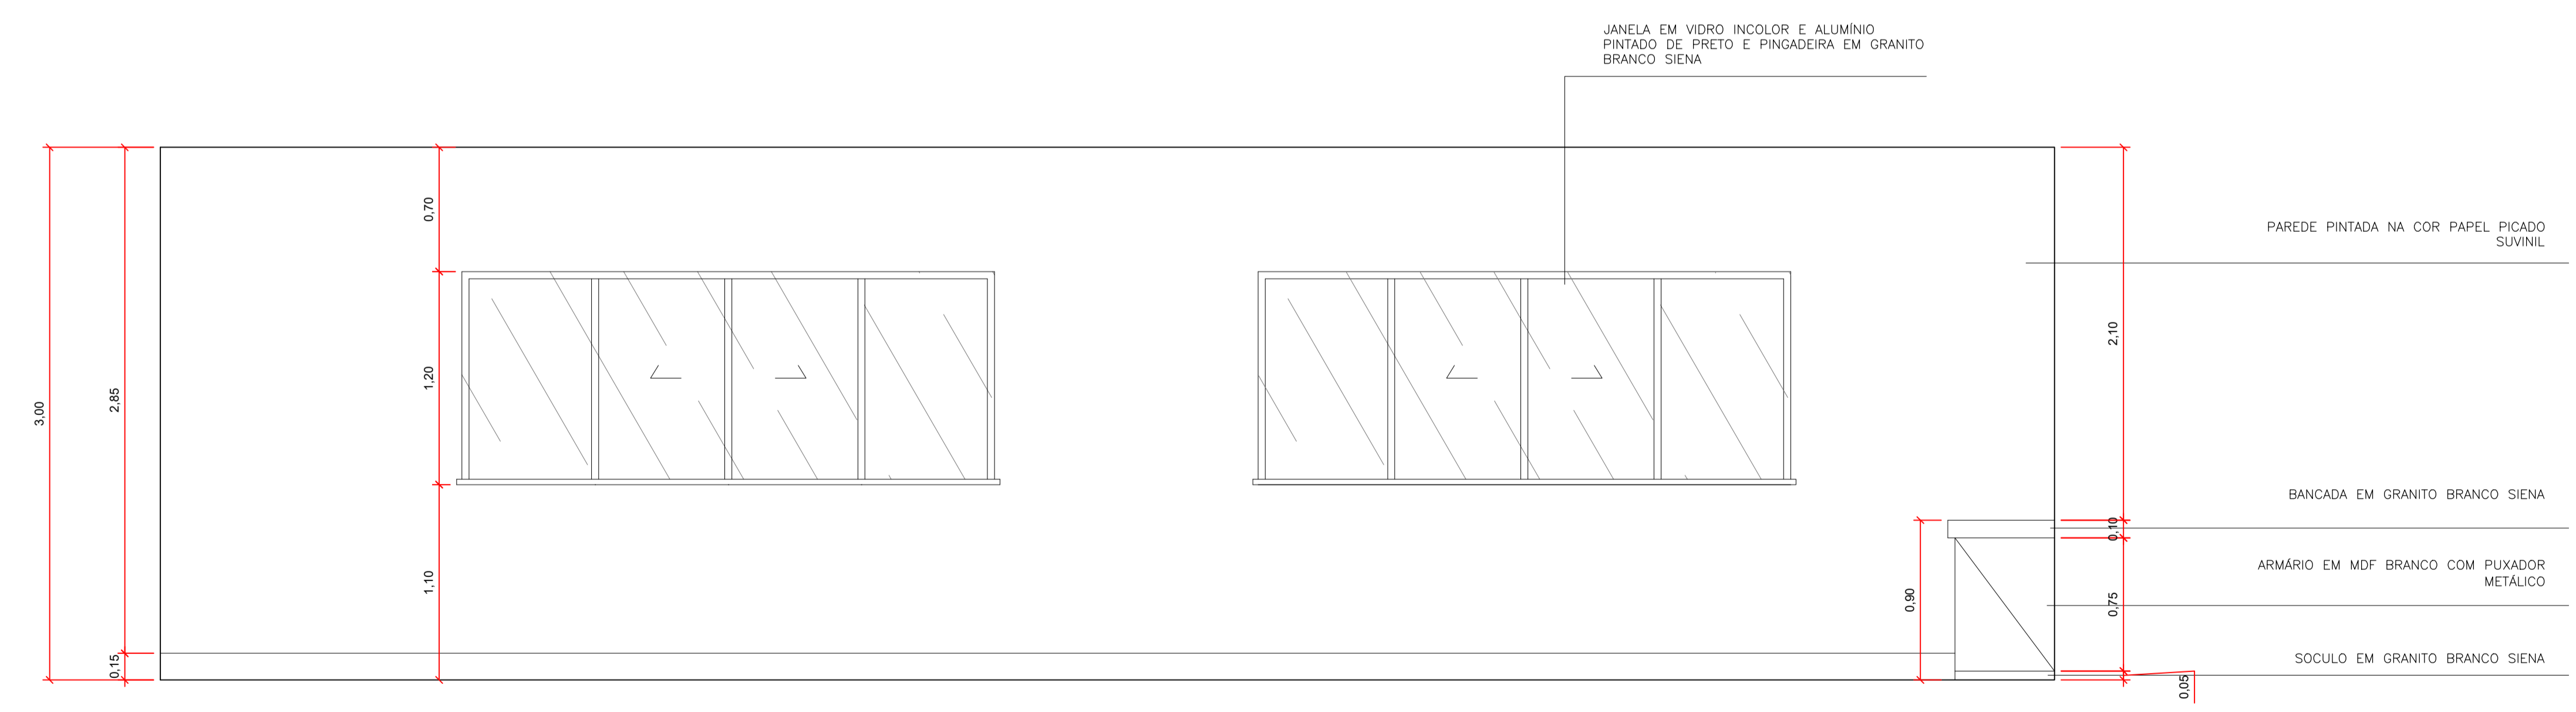 JANELA EM VIDRO INCOLOR E ALUMÍNIO
PINTADO DE PRETO E PINGADEIRA EM GRANITO
BRANCO SIENA
3,00
2,85
0,15
0,70
1,20
1,10
0,90
2,10
0,10
0,75
0,05
PAREDE PINTADA NA COR PAPEL PICADO
SUVINIL
BANCADA EM GRANITO BRANCO SIENA
ARMÁRIO EM MDF BRANCO COM PUXADOR
METÁLICO
SOCULO EM GRANITO BRANCO SIENA